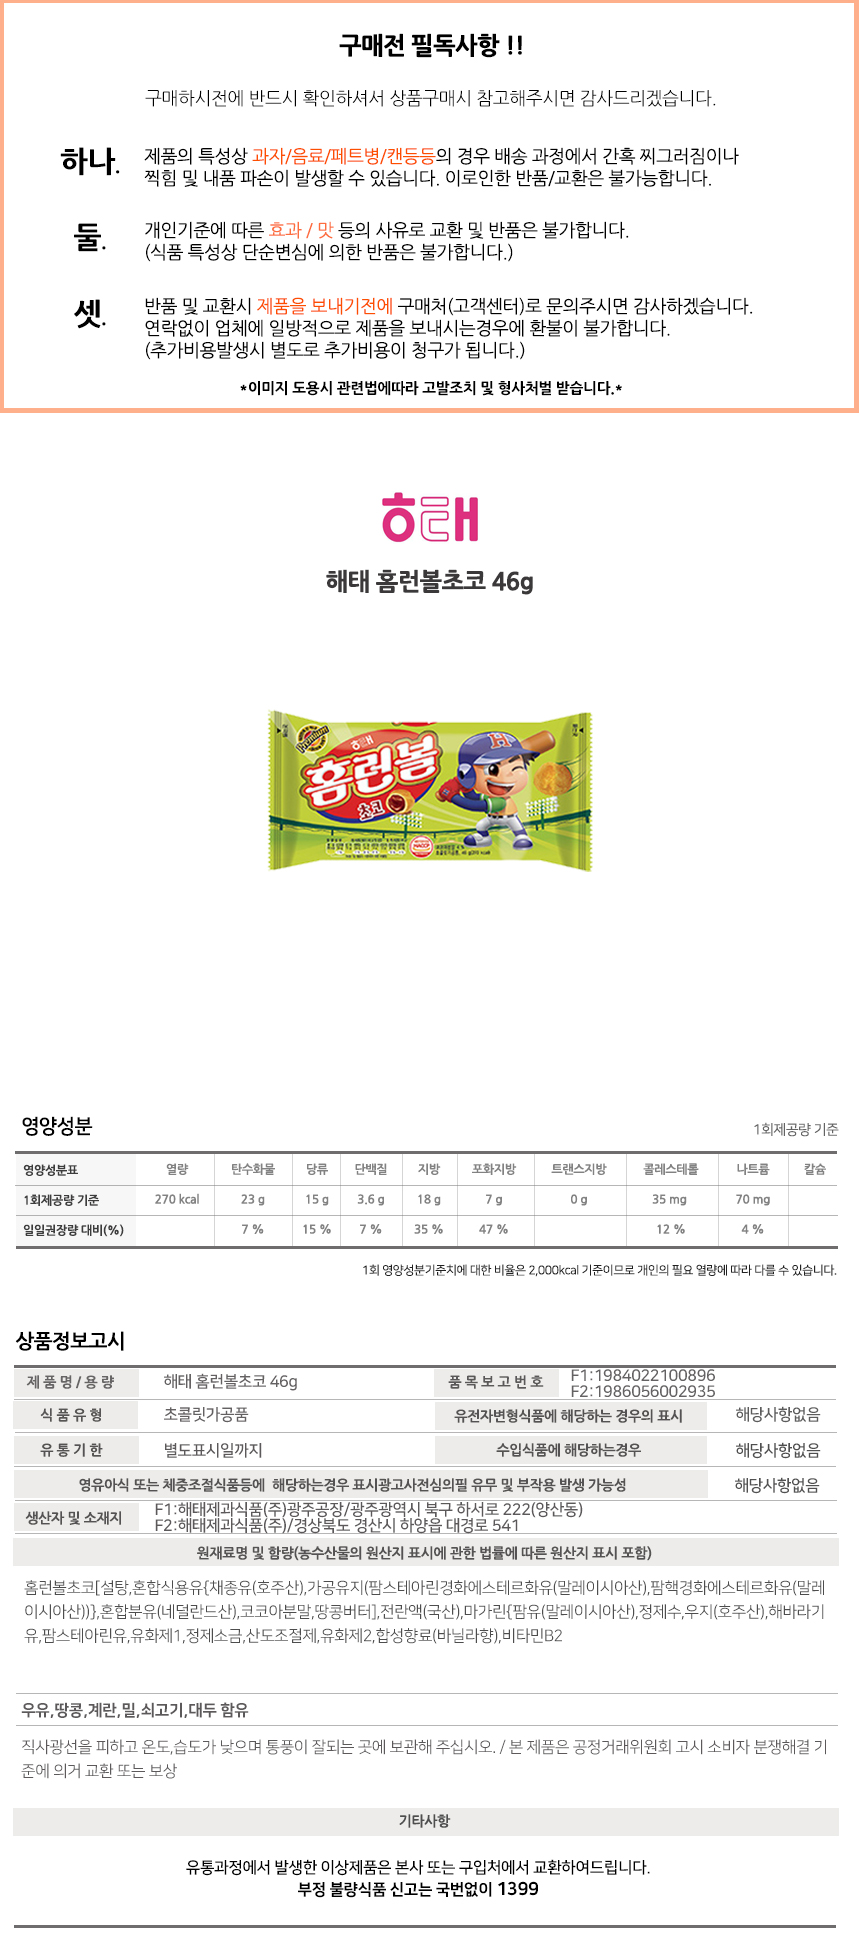 구매전 필독사항 !!
구매하시전에 반드시 확인하셔서 상품구매시 참고해주시면 감사드리겠습니다.
하나. 제품의 특성상 과자/음료/페트병/캔등등의 경우 배송 과정에서 간혹 찌그러짐이나
찍힘 및 내품 파손이 발생할 수 있습니다. 이로인한 반품/교환은 불가능합니다.
둘. 개인기준에 따른 효과 / 맛 등의 사유로 교환 및 반품은 불가합니다.
(식품 특성상 단순변심에 의한 반품은 불가합니다.)
셋. 반품 및 교환시 제품을 보내기전에 구매처(고객센터)로 문의주시면 감사하겠습니다.
연락없이 업체에 일방적으로 제품을 보내시는경우에 환불이 불가합니다.
(추가비용발생시 별도로 추가비용이 청구가 됩니다.)
*이미지 도용시 관련법에따라 고발조치 및 형사처벌 받습니다.*
해태
해태 홈런볼초코 46g
Premium
해태
홈런볼
초코
H
HACCP
영양성분
1회제공량 기준
영양성분표 열량 탄수화물 당류 단백질 지방 포화지방 트랜스지방 콜레스테롤 나트륨 칼슘
1회제공량 기준 270 kcal 23 g 15 g 3.6 g 18 g 7 g 0 g 35 mg 70 mg
일일권장량 대비(%) 7 % 15 % 7 % 35 % 47 % 12 % 4 %
1회 영양성분기준치에 대한 비율은 2,000kcal 기준이므로 개인의 필요 열량에 따라 다를 수 있습니다.
상품정보고시
제 품 명 / 용 량 해태 홈런볼초코 46g 품 목 보 고 번 호 F1:1984022100896
F2:1986056002935
식 품 유 형 초콜릿가공품 유전자변형식품에 해당하는 경우의 표시 해당사항없음
유 통 기 한 별도표시일까지 수입식품에 해당하는경우 해당사항없음
영유아식 또는 체중조절식품등에 해당하는경우 표시광고사전심의필 유무 및 부작용 발생 가능성 해당사항없음
생산자 및 소재지 F1:해태제과식품(주)광주공장/광주광역시 북구 하서로 222(양산동)
F2:해태제과식품(주)/경상북도 경산시 하양읍 대경로 541
원재료명 및 함량(농수산물의 원산지 표시에 관한 법률에 따른 원산지 표시 포함)
홈런볼초코[설탕,혼합식용유{채종유(호주산),가공유지(팜스테아린경화에스테르화유(말레이시아산),팜핵경화에스테르화유(말레
이시아산))},혼합분유(네덜란드산),코코아분말,땅콩버터],전란액(국산),마가린{팜유(말레이시아산),정제수,우지(호주산),해바라기
유,팜스테아린유,유화제1,정제소금,산도조절제,유화제2,합성향료(바닐라향),비타민B2
우유,땅콩,계란,밀,쇠고기,대두 함유
직사광선을 피하고 온도,습도가 낮으며 통풍이 잘되는 곳에 보관해 주십시오. / 본 제품은 공정거래위원회 고시 소비자 분쟁해결 기
준에 의거 교환 또는 보상
기타사항
유통과정에서 발생한 이상제품은 본사 또는 구입처에서 교환하여드립니다.
부정 불량식품 신고는 국번없이 1399